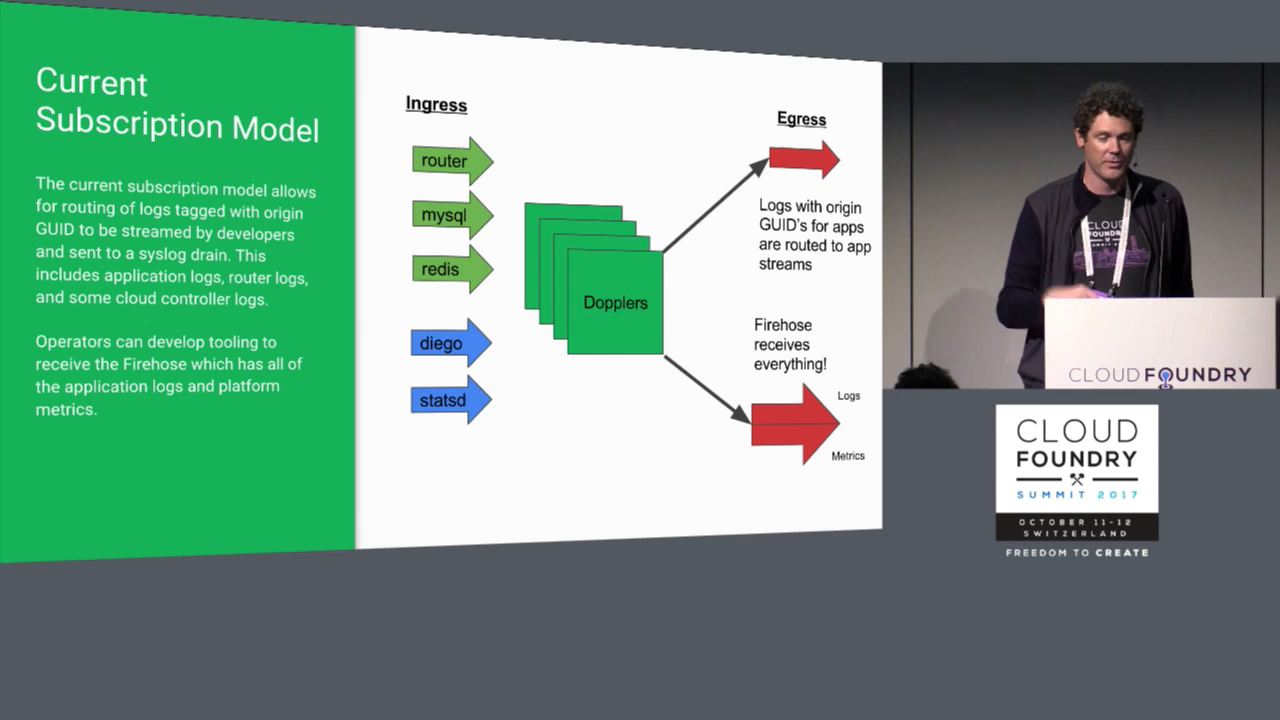 Current
Subscription Model
The current subscription model allows
for routing of logs tagged with origin
GUID to be streamed by developers
and sent to a syslog drain. This
includes application logs, router logs,
and some cloud controller logs.
Operators can develop tooling to
receive the Firehose which has all of
the application logs and platform
metrics.
Ingress
router
mysql
redis
diego
statsd
Dopplers
Egress
Logs with origin
GUID's for apps
are routed to app
streams
Firehose
receives
everything!
Logs
Metrics
CLOUD
FOUNDRY
CLOUD FOUNDRY
CLOUD
FOUNDRY
SUMMIT 2017
OCTOBER 11-12
SWITZERLAND
FREEDOM TO CREATE